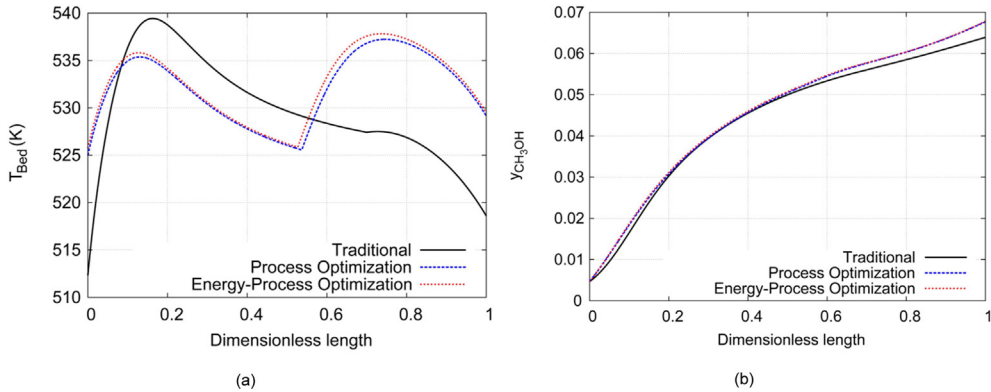 540
535
530
525
520
515
510
T_Bed(K)
Traditional
Process Optimization
Energy-Process Optimization
0 0.2 0.4 0.6 0.8 1
Dimensionless length
(a)
0.07
0.06
0.05
0.04
0.03
0.02
0.01
0
y_CH3OH
Traditional
Process Optimization
Energy-Process Optimization
0 0.2 0.4 0.6 0.8 1
Dimensionless length
(b)